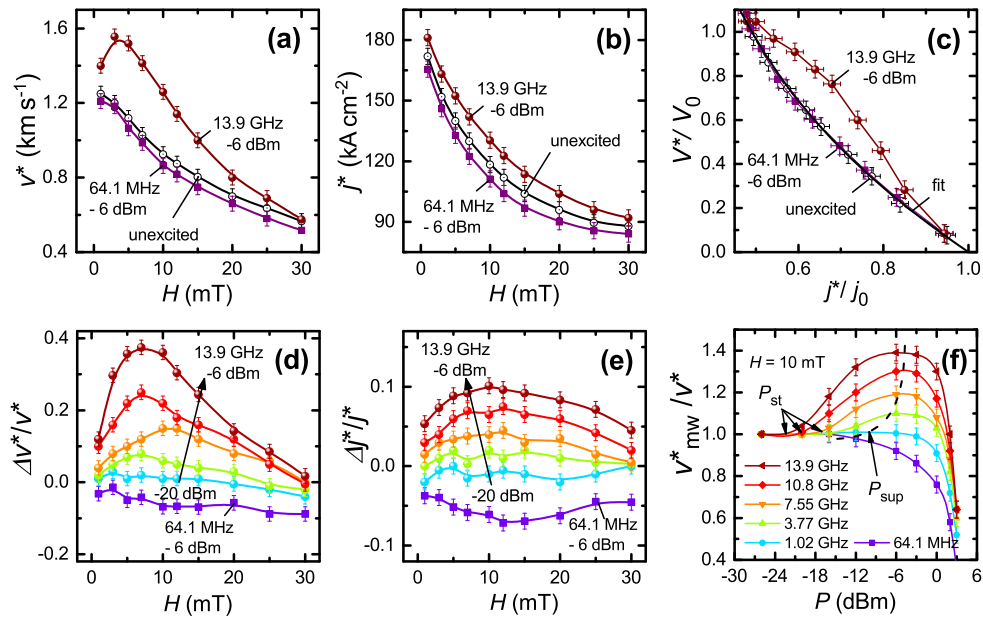 (a)
v* (km s⁻¹)
1.6
1.2
0.8
0.4
13.9 GHz
-6 dBm
64.1 MHz
- 6 dBm
unexcited
0 10 20 30
H (mT)
(b)
j* (kA cm⁻²)
180
150
120
90
13.9 GHz
-6 dBm
unexcited
64.1 MHz
- 6 dBm
0 10 20 30
H (mT)
(c)
V*/ V₀
1.0
0.8
0.6
0.4
0.2
0.0
13.9 GHz
-6 dBm
64.1 MHz
-6 dBm
unexcited
fit
0.6 0.8 1.0
j*/ j₀
(d)
Δv*/v*
0.4
0.2
0.0
-0.2
13.9 GHz
-6 dBm
-20 dBm
64.1 MHz
- 6 dBm
0 10 20 30
H (mT)
(e)
Δj*/j*
0.1
0.0
-0.1
13.9 GHz
-6 dBm
-20 dBm
64.1 MHz
- 6 dBm
0 10 20 30
H (mT)
(f)
v*mw/v*
1.4
1.2
1.0
0.8
0.6
0.4
H = 10 mT
Pst
Psup
13.9 GHz
10.8 GHz
7.55 GHz
3.77 GHz
1.02 GHz 64.1 MHz
-30 -24 -18 -12 -6 0
P (dBm)